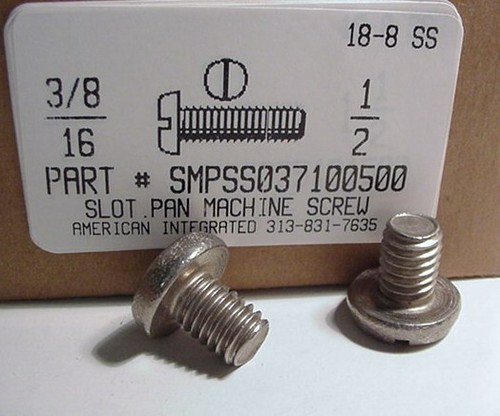 18-8 SS
3/8
16
1
2
PART # SMPSS037100500
SLOT.PAN MACHINE SCREW
AMERICAN INTEGRATED 313-831-7635